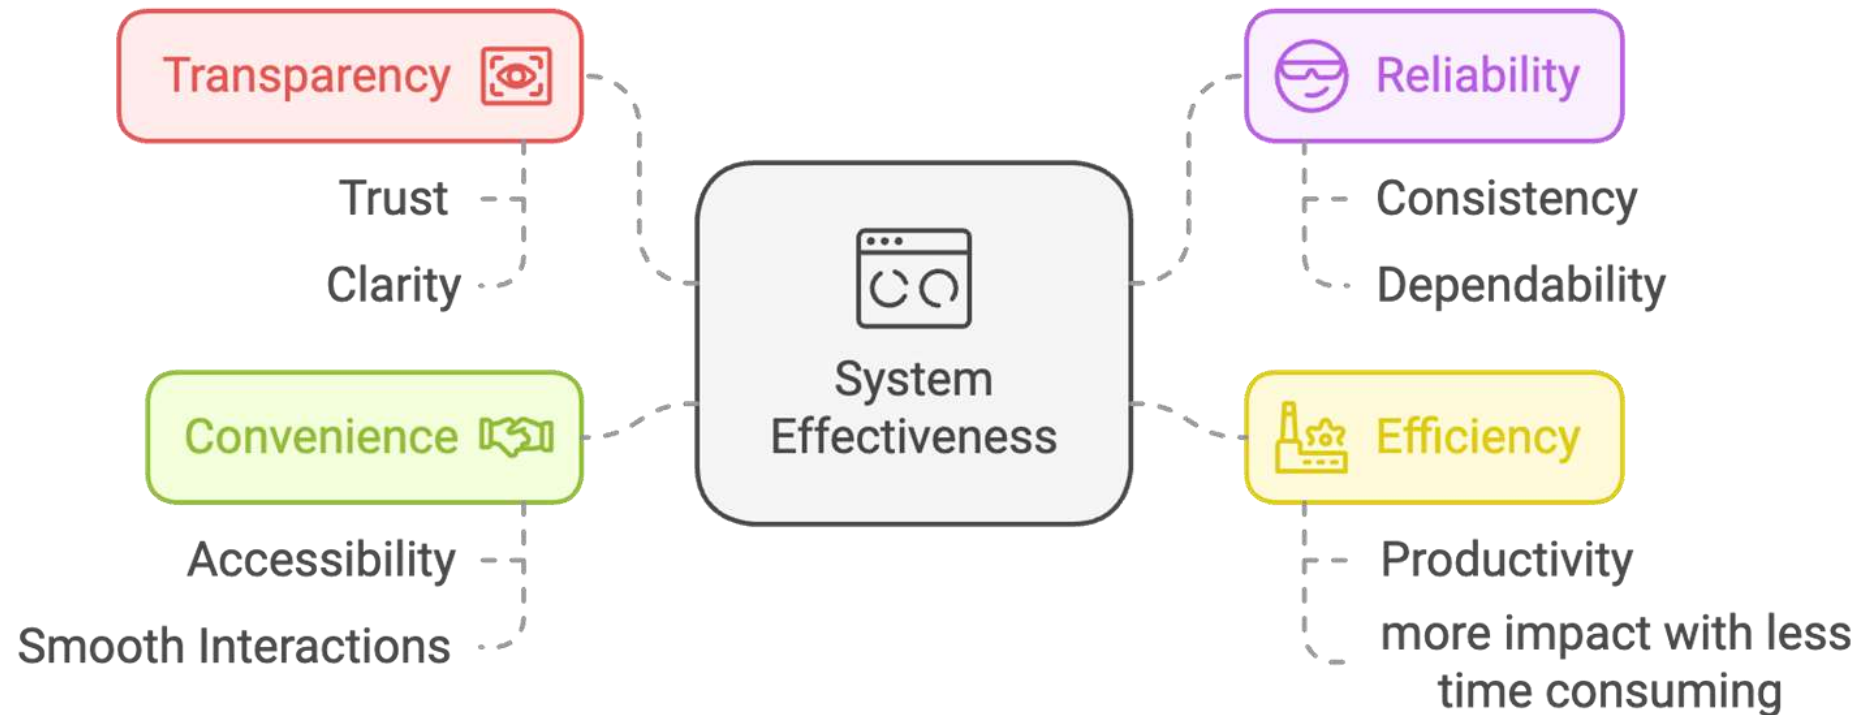 Transparency
Trust
Clarity
Convenience
Accessibility
Smooth Interactions
System
Effectiveness
Reliability
Consistency
Dependability
Efficiency
Productivity
more impact with less
time consuming